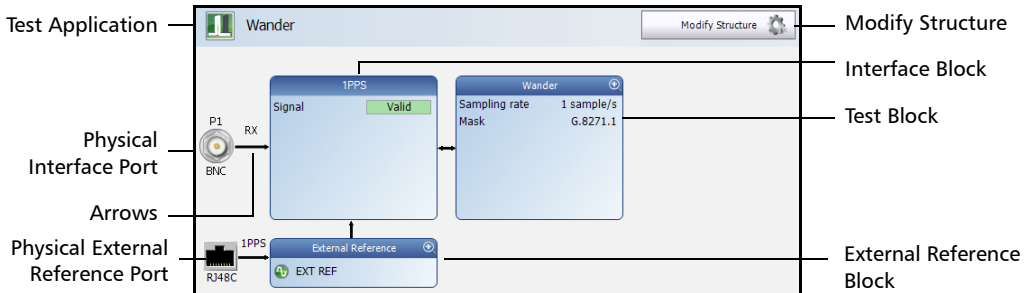 Test Application
Wander
Modify Structure
Modify Structure
Interface Block
1PPS
Signal
Valid
Wander
Sampling rate
1 sample/s
Mask
G.8271.1
Test Block
P1
RX
BNC
Physical
Interface Port
Arrows
Physical External
Reference Port
1PPS
RJ48C
External Reference
EXT REF
External Reference
Block